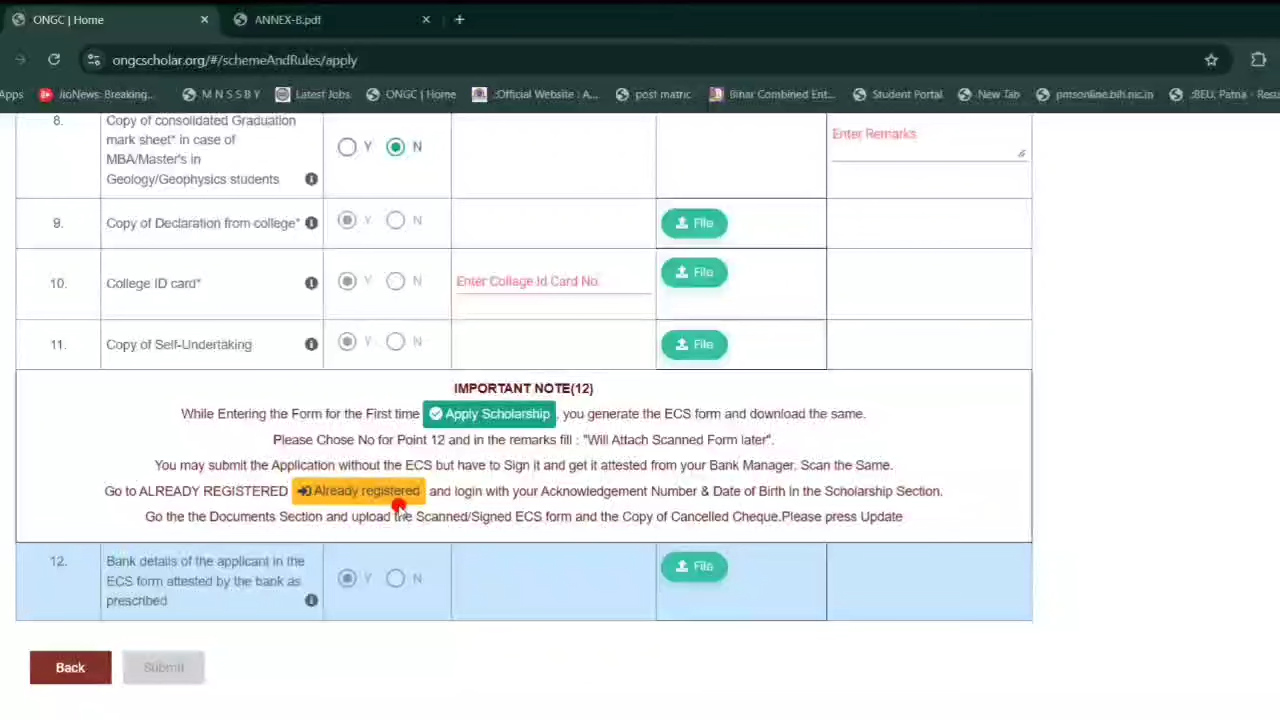 ONGC | Home
ANNEX-B.pdf
ongcscholar.org/#/schemeAndRules/apply
Apps
JioNews: Breaking...
M N S S B Y
Latest Jobs
ONGC | Home
:Official Website : A...
post matric
Bihar Combined Ent...
Student Portal
New Tab
pmsonline.bih.nic.in
:BEU, Patna - Resu
8.
Copy of consolidated Graduation
mark sheet* in case of
MBA/Master's in
Geology/Geophysics students
Y
N
Enter Remarks
9.
Copy of Declaration from college*
Y
N
File
10.
College ID card*
Y
N
Enter Collage Id Card No.
File
11.
Copy of Self-Undertaking
Y
N
File
IMPORTANT NOTE(12)
While Entering the Form for the First time Apply Scholarship, you generate the ECS form and download the same.
Please Chose No for Point 12 and in the remarks fill : "Will Attach Scanned Form later".
You may submit the Application without the ECS but have to Sign it and get it attested from your Bank Manager. Scan the Same.
Go to ALREADY REGISTERED Already registered and login with your Acknowledgement Number & Date of Birth in the Scholarship Section.
Go the the Documents Section and upload the Scanned/Signed ECS form and the Copy of Cancelled Cheque.Please press Update
12.
Bank details of the applicant in the
ECS form attested by the bank as
prescribed
Y
N
File
Back
Submit